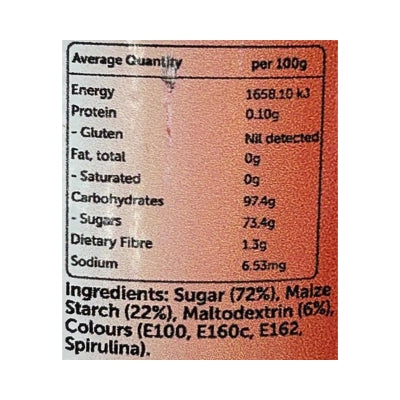 Average Quantity per 100g
Energy 1658.10 kJ
Protein 0.10g
- Gluten Nil detected
Fat, total 0g
- Saturated 0g
Carbohydrates 97.4g
- Sugars 73.4g
Dietary Fibre 1.3g
Sodium 6.53mg
Ingredients: Sugar (72%), Maize
Starch (22%), Maltodextrin (6%),
Colours (E100, E160c, E162,
Spirulina).